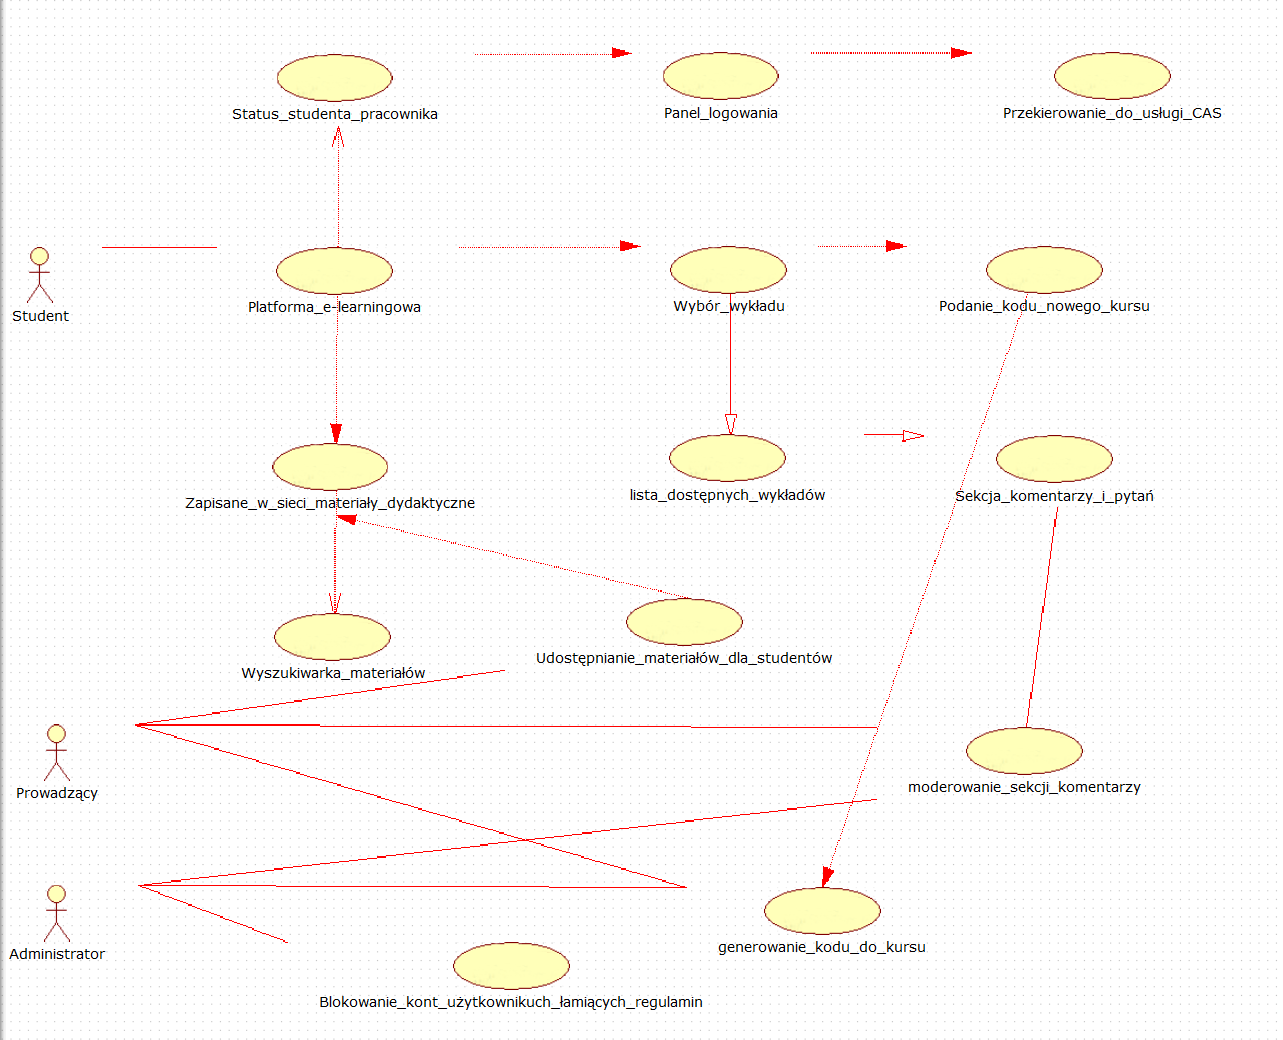 Status_studenta_pracownika
Panel_logowania
Przekierowanie_do_usługi_CAS
Student
Platforma_e-learningowa
Wybór_wykładu
Podanie_kodu_nowego_kursu
Zapisane_w_sieci_materiały_dydaktyczne
lista_dostępnych_wykładów
Sekcja_komentarzy_i_pytań
Wyszukiwarka_materiałów
Udostępnianie_materiałów_dla_studentów
Prowadzący
moderowanie_sekcji_komentarzy
Administrator
generowanie_kodu_do_kursu
Blokowanie_kont_użytkownikuch_łamiących_regulamin